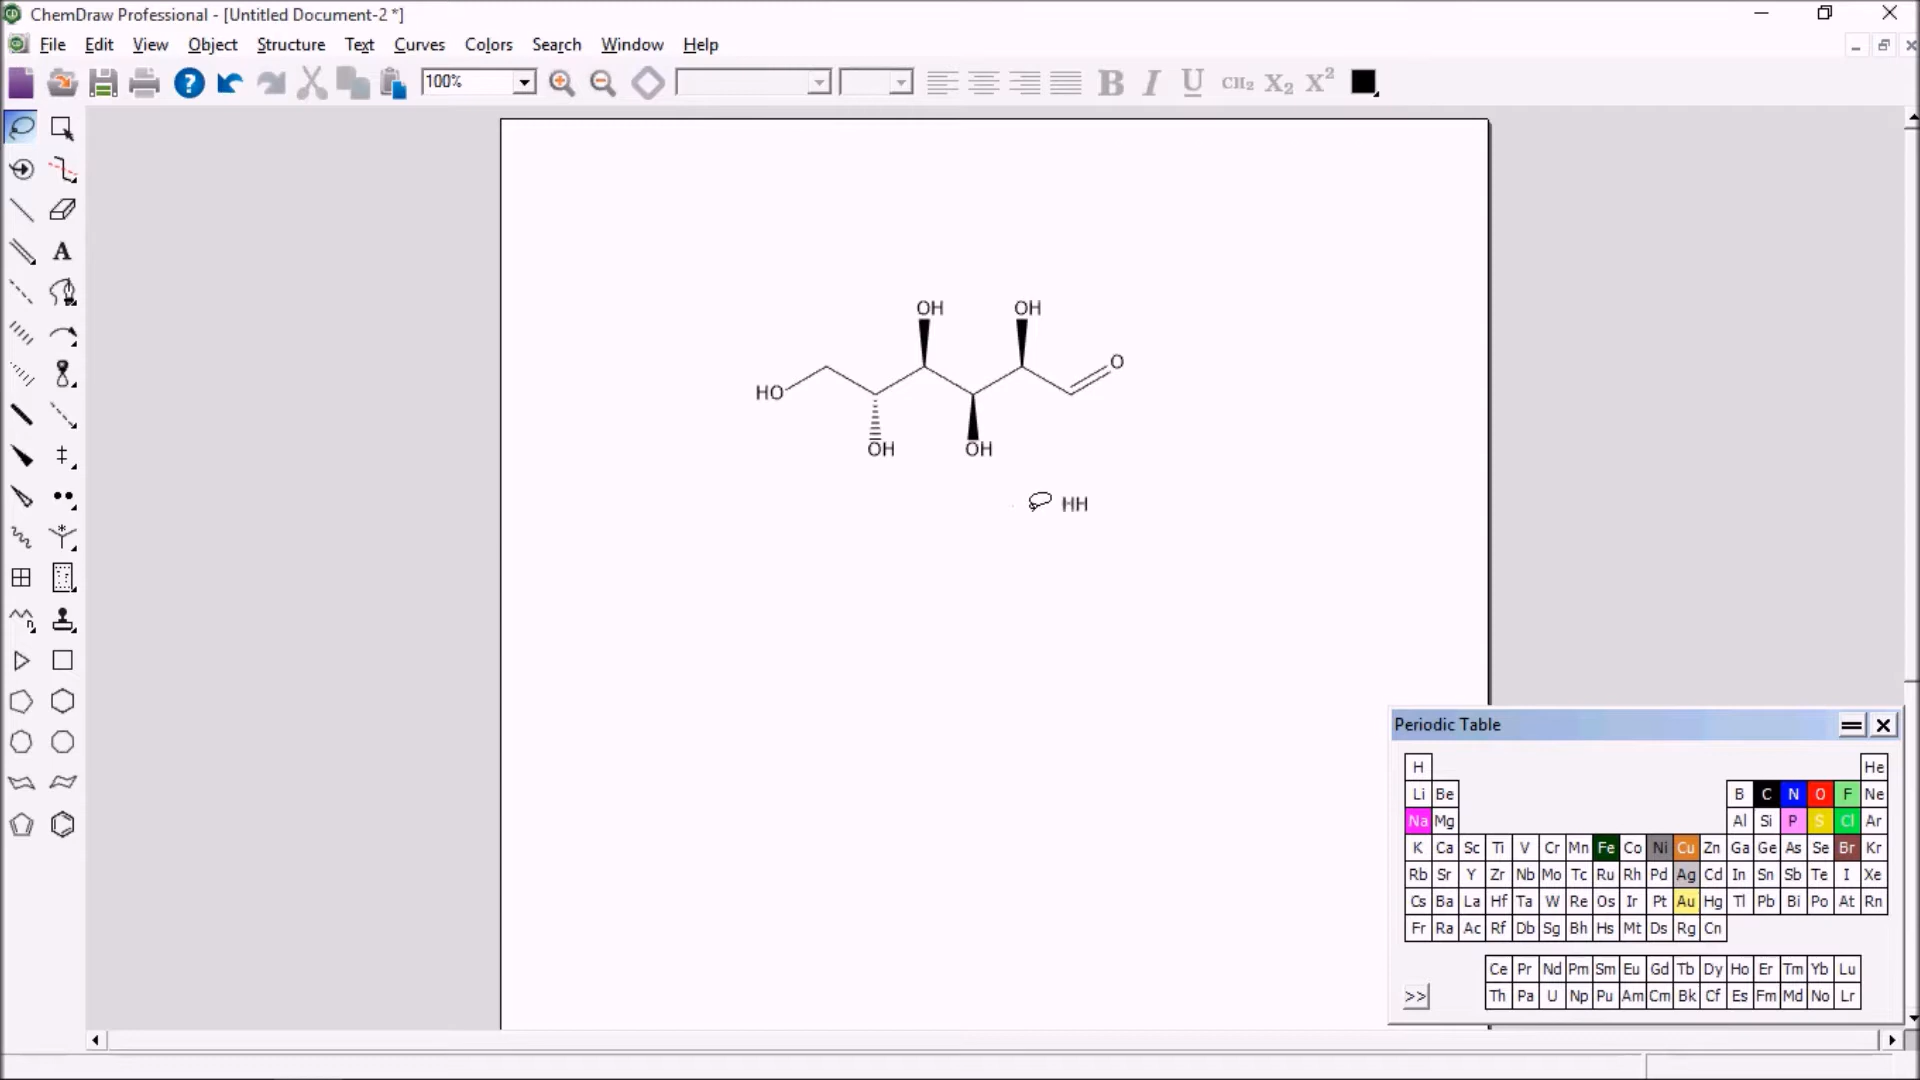 ChemDraw Professional - [Untitled Document-2 *]
File Edit View Object Structure Text Curves Colors Search Window Help
100% B I U CH₂ X₂ X²
A
OH OH
O
HO
OH OH
HH
Periodic Table
H He
Li Be B C N O F Ne
Na Mg Al Si P S Cl Ar
K Ca Sc Ti V Cr Mn Fe Co Ni Cu Zn Ga Ge As Se Br Kr
Rb Sr Y Zr Nb Mo Tc Ru Rh Pd Ag Cd In Sn Sb Te I Xe
Cs Ba La Hf Ta W Re Os Ir Pt Au Hg Tl Pb Bi Po At Rn
Fr Ra Ac Rf Db Sg Bh Hs Mt Ds Rg Cn
Ce Pr Nd Pm Sm Eu Gd Tb Dy Ho Er Tm Yb Lu
>> Th Pa U Np Pu Am Cm Bk Cf Es Fm Md No Lr